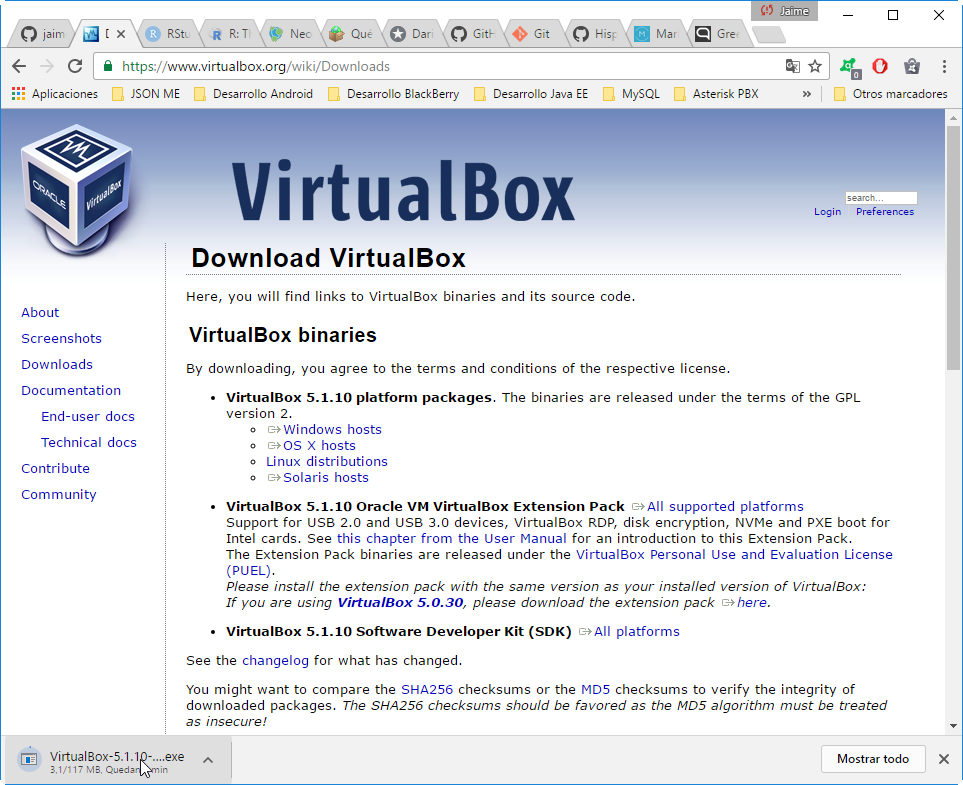 Jaime
jaim
RStu
R: Tl
Neo
Qué
Dari
GitH
Git
Hisp
Mar
Gree
https://www.virtualbox.org/wiki/Downloads
0
Aplicaciones JSON ME Desarrollo Android Desarrollo BlackBerry Desarrollo Java EE MySQL Asterisk PBX » Otros marcadores
ORACLE
VirtualBox
VirtualBox
search...
Login Preferences
Download VirtualBox
Here, you will find links to VirtualBox binaries and its source code.
About
Screenshots
Downloads
Documentation
End-user docs
Technical docs
Contribute
Community
VirtualBox binaries
By downloading, you agree to the terms and conditions of the respective license.
• VirtualBox 5.1.10 platform packages. The binaries are released under the terms of the GPL
version 2.
Windows hosts
OS X hosts
Linux distributions
Solaris hosts
• VirtualBox 5.1.10 Oracle VM VirtualBox Extension Pack All supported platforms
Support for USB 2.0 and USB 3.0 devices, VirtualBox RDP, disk encryption, NVMe and PXE boot for
Intel cards. See this chapter from the User Manual for an introduction to this Extension Pack.
The Extension Pack binaries are released under the VirtualBox Personal Use and Evaluation License
(PUEL).
Please install the extension pack with the same version as your installed version of VirtualBox:
If you are using VirtualBox 5.0.30, please download the extension pack here.
• VirtualBox 5.1.10 Software Developer Kit (SDK) All platforms
See the changelog for what has changed.
You might want to compare the SHA256 checksums or the MD5 checksums to verify the integrity of
downloaded packages. The SHA256 checksums should be favored as the MD5 algorithm must be treated
as insecure!
VirtualBox-5.1.10-....exe
3,1/117 MB, min
Mostrar todo